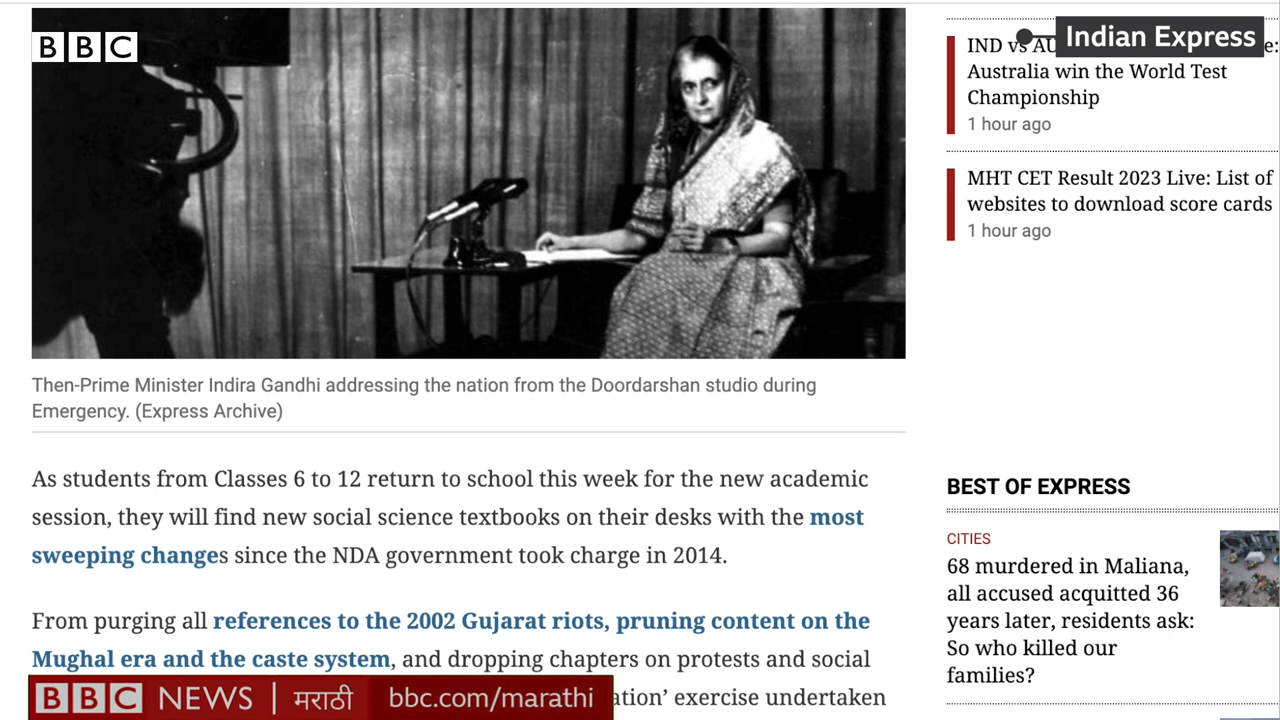 BBC
Indian Express
IND vs AU
e:
Australia win the World Test
Championship
1 hour ago
MHT CET Result 2023 Live: List of
websites to download score cards
1 hour ago
Then-Prime Minister Indira Gandhi addressing the nation from the Doordarshan studio during
Emergency. (Express Archive)
As students from Classes 6 to 12 return to school this week for the new academic
session, they will find new social science textbooks on their desks with the most
sweeping changes since the NDA government took charge in 2014.
From purging all references to the 2002 Gujarat riots, pruning content on the
Mughal era and the caste system, and dropping chapters on protests and social
ation’ exercise undertaken
BEST OF EXPRESS
CITIES
68 murdered in Maliana,
all accused acquitted 36
years later, residents ask:
So who killed our
families?
BBC NEWS | मराठी bbc.com/marathi